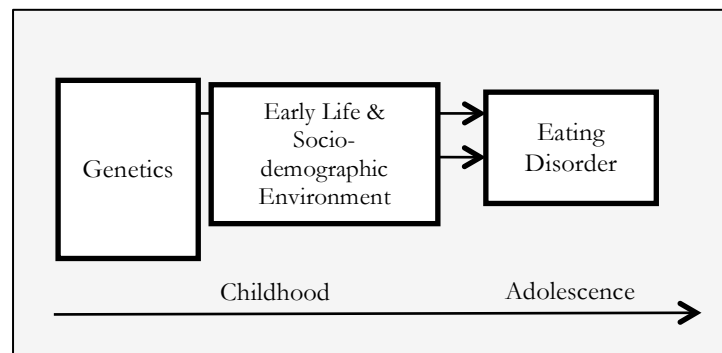 Genetics
Early Life &
Socio-
demographic
Environment
Eating
Disorder
Childhood
Adolescence